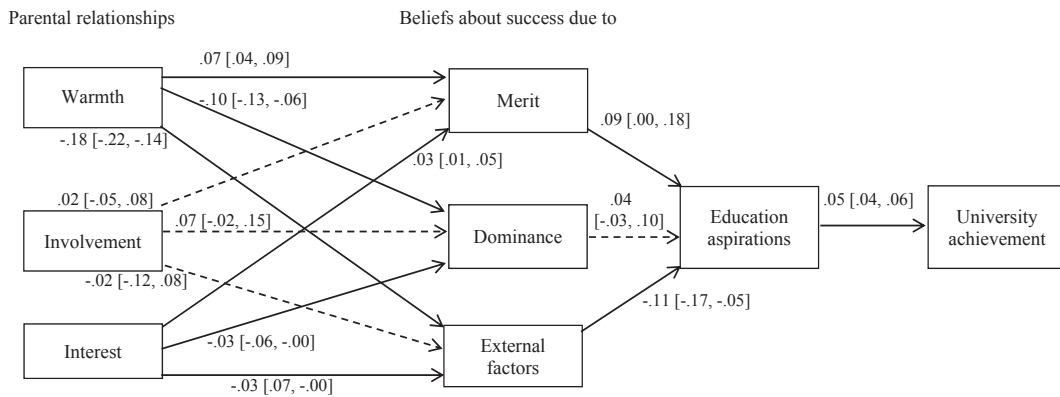 Parental relationships
Beliefs about success due to
.07 [.04, .09]
Warmth
-.10 [-.13, -.06]
Merit
-.18 [-.22, -.14]
.09 [.00, .18]
.03 [.01, .05]
.02 [-.05, .08]
.07 [-.02, .15]
Involvement
Dominance
.04
[-.03, .10]
Education
aspirations
.05 [.04, .06]
University
achievement
-.02 [-.12, .08]
-.11 [-.17, -.05]
Interest
-.03 [-.06, -.00]
External
factors
-.03 [.07, -.00]